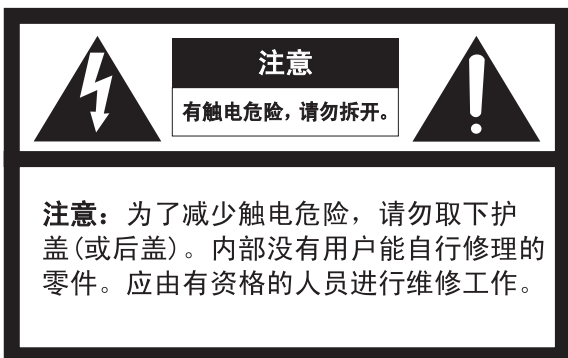 注意
有触电危险，请勿拆开。
注意：为了减少触电危险，请勿取下护
盖(或后盖)。内部没有用户能自行修理的
零件。应由有资格的人员进行维修工作。